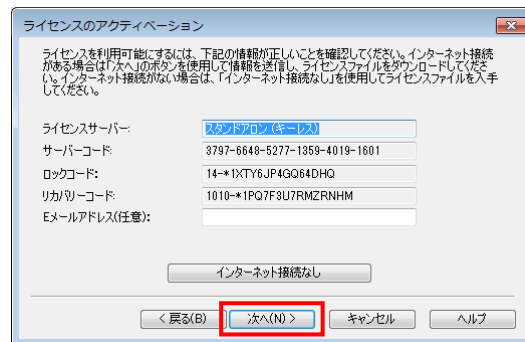 ライセンスのアクティベーション
ライセンスを利用可能にするには、下記の情報が正しいことを確認してください。インターネット接続
がある場合は「次へ」のボタンを使用して情報を送信し、ライセンスファイルをダウンロードしてくださ
い。インターネット接続がない場合は、「インターネット接続なし」を使用してライセンスファイルを入手
してください。
ライセンスサーバー: スタンドアロン (キーレス)
サーバーコード: 3797-6648-5277-1359-4019-1601
ロックコード: 14-*1XTY6JP4GQ64DHQ
リカバリーコード: 1010-*1PQ7F3U7RMZRNHM
Eメールアドレス(任意):
インターネット接続なし
< 戻る(B) 次へ(N) > キャンセル ヘルプ